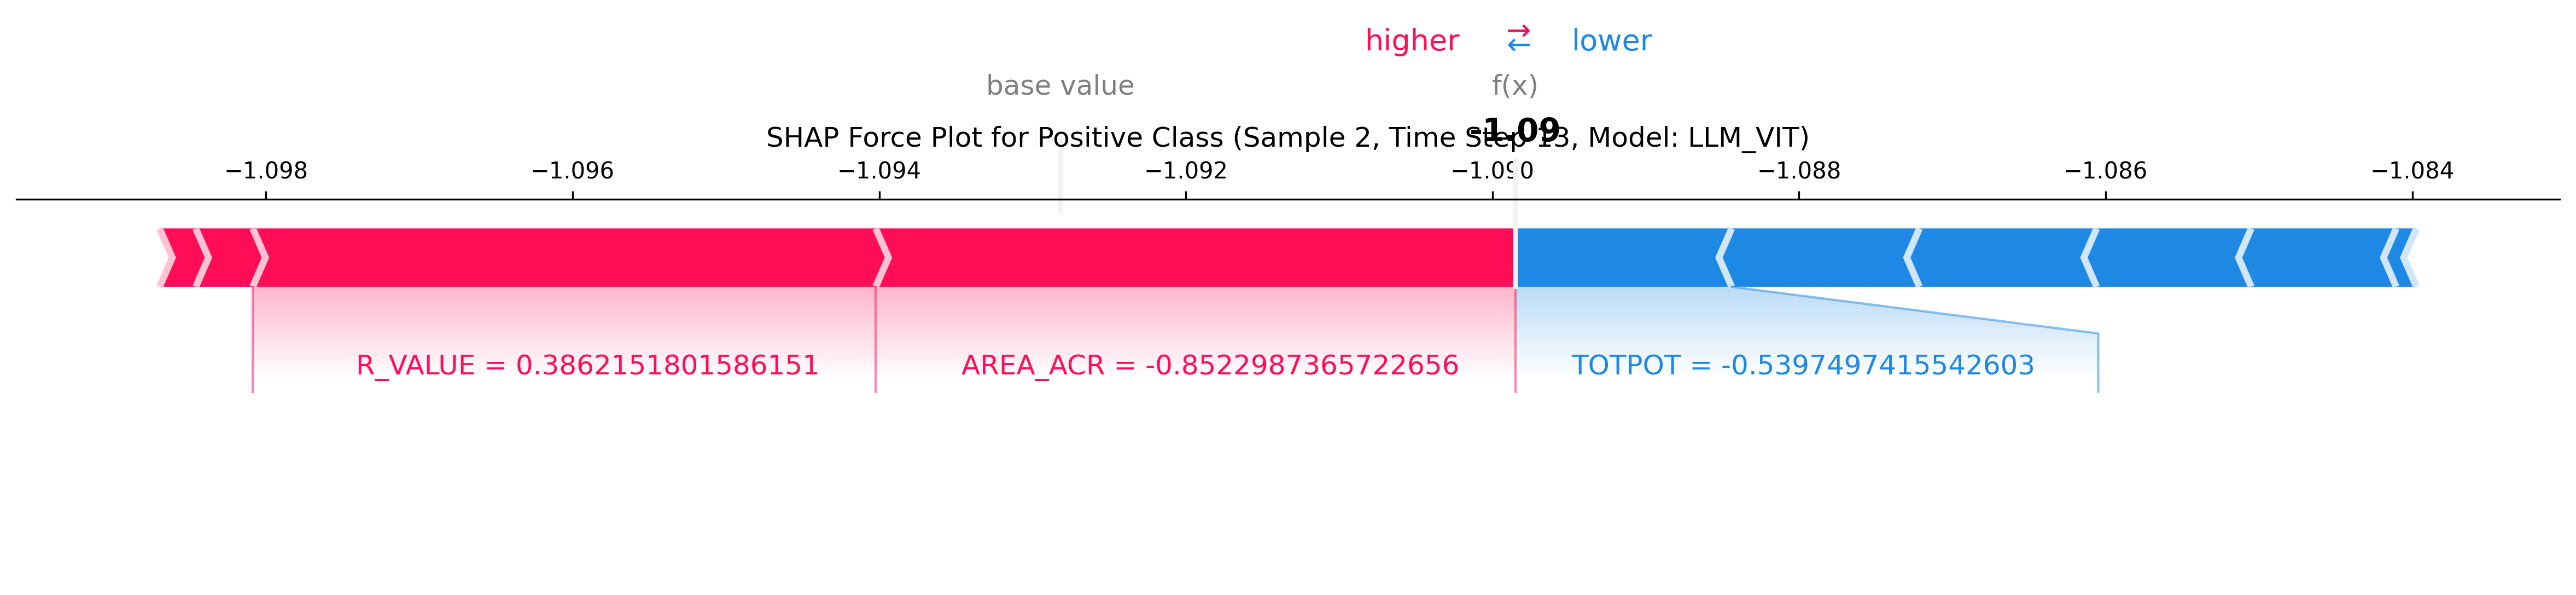 higher ⇄ lower
base value f(x)
-1.09
SHAP Force Plot for Positive Class (Sample 2, Time Step 13, Model: LLM_VIT)
−1.098 −1.096 −1.094 −1.092 −1.090 −1.088 −1.086 −1.084
R_VALUE = 0.3862151801586151 AREA_ACR = -0.8522987365722656 TOTPOT = -0.5397497415542603